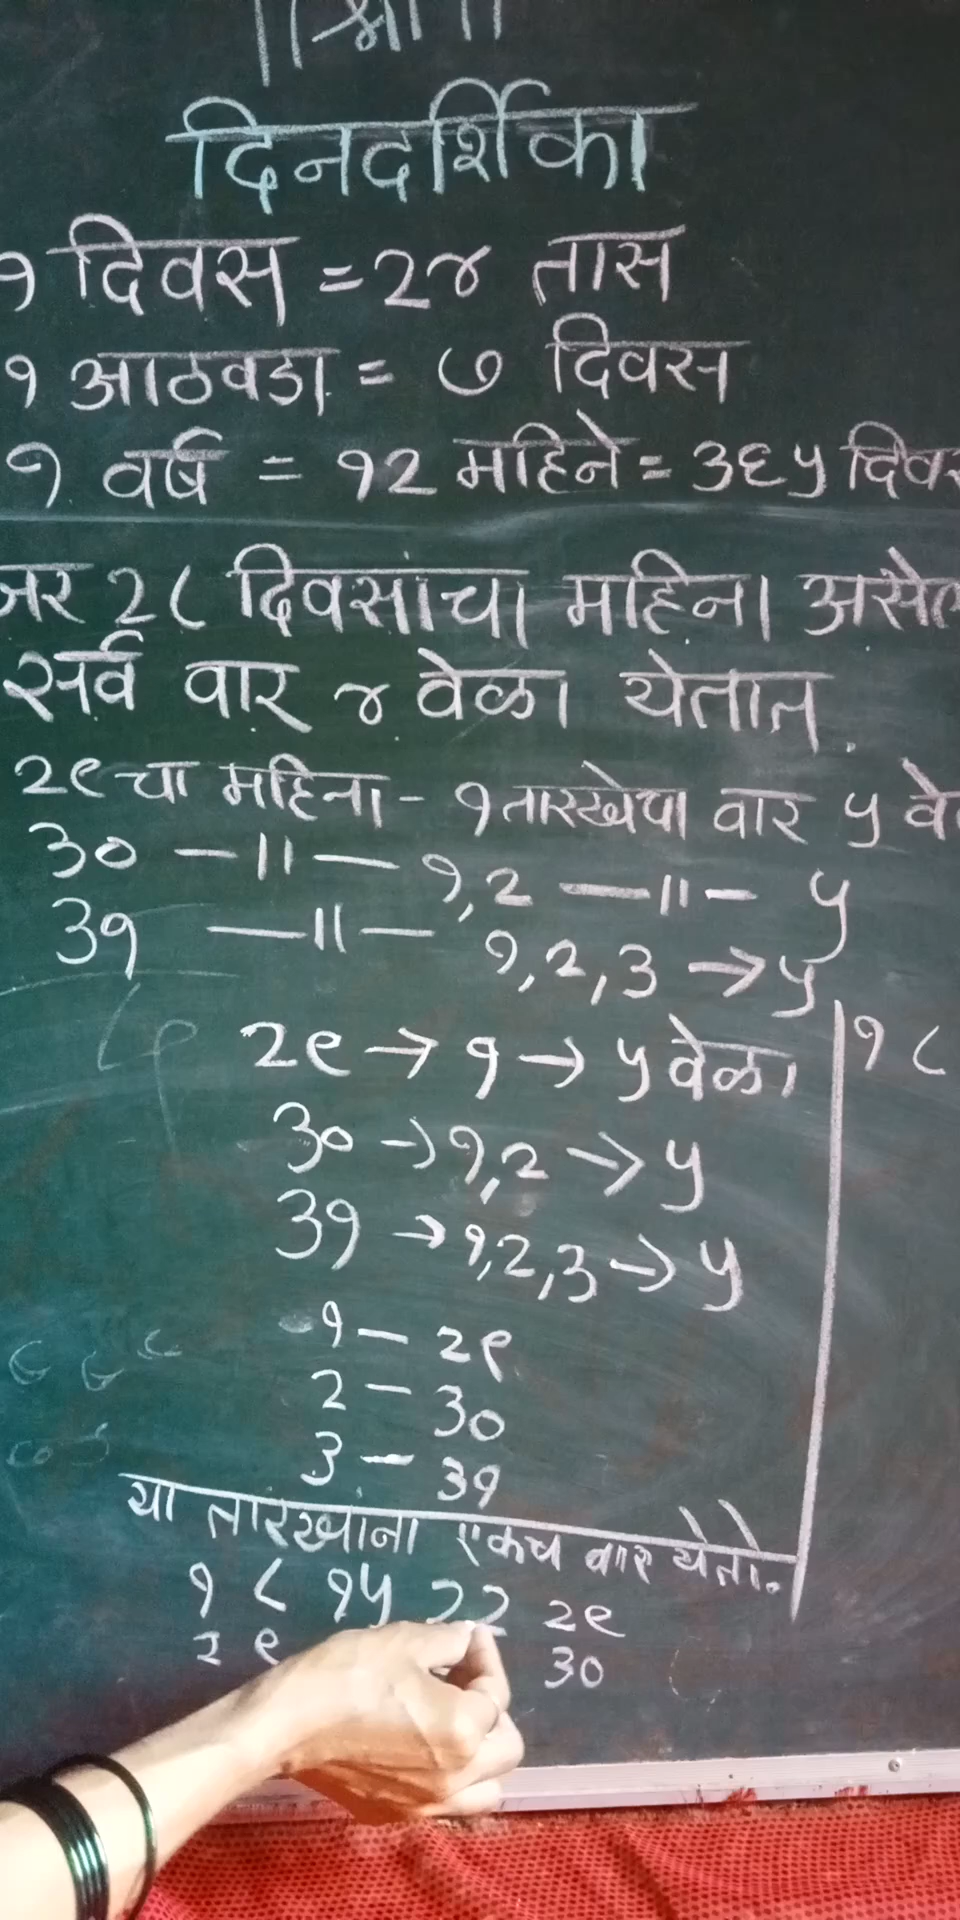 ||श्री||
दिनदर्शिका
१ दिवस = २४ तास
१ आठवडा = ७ दिवस
१ वर्ष = १२ महिने = ३६५ दिवस
जर २८ दिवसांचा महिना असेल
सर्व वार ४ वेळा येतात.
२९चा महिना - १ तारखेचा वार ५ वे
३० —॥— १,२ —॥— ५
३१ —॥— १,२,३ → ५
२९ → १ → ५ वेळा
१ ८
३० → १,२ → ५
३१ → १,२,३ → ५
१ — २९
२ — ३०
३ — ३१
या तारखांना एकच वार येतो.
१ ८ १५ २२ २९
२ ९ ३०